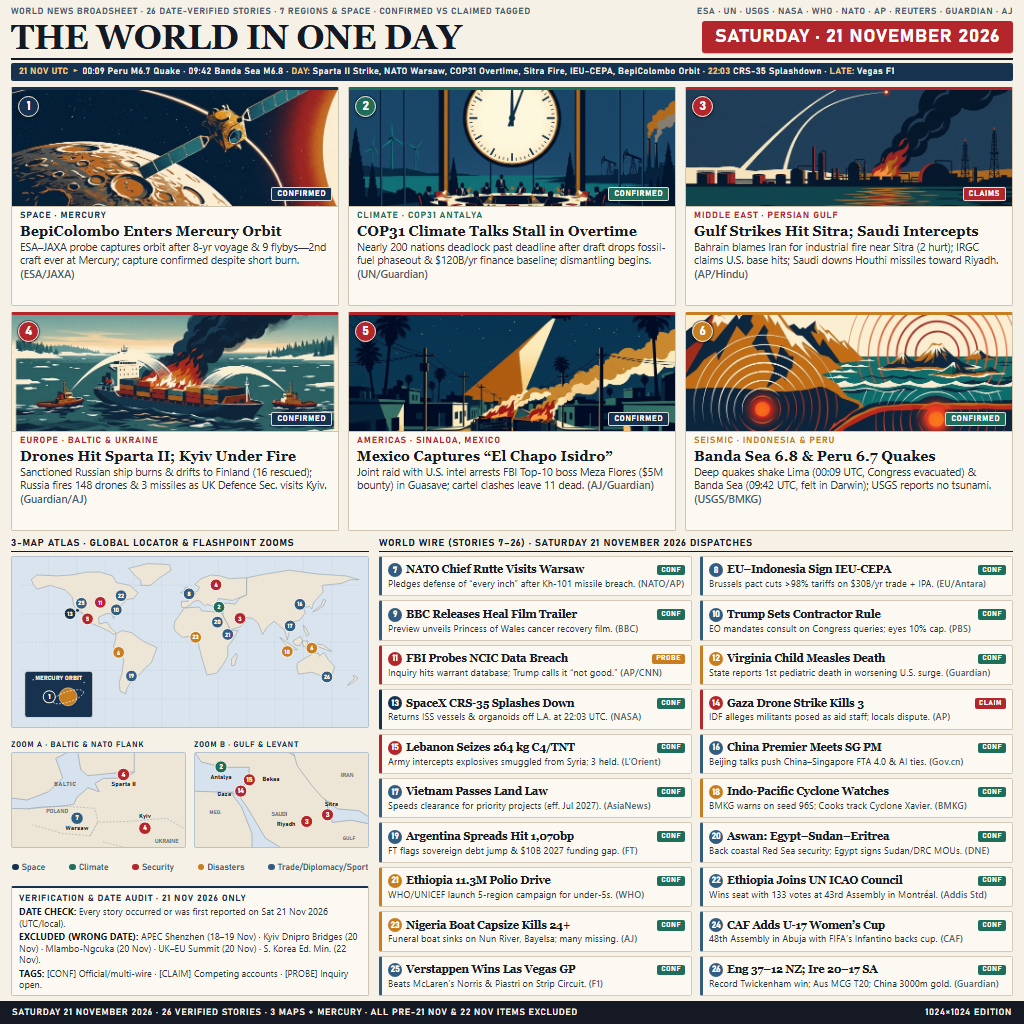 WORLD NEWS BROADSHEET · 26 DATE-VERIFIED STORIES · 7 REGIONS & SPACE · CONFIRMED VS CLAIMED TAGGED
ESA · UN · USGS · NASA · WHO · NATO · AP · REUTERS · GUARDIAN · AJ
THE WORLD IN ONE DAY
SATURDAY · 21 NOVEMBER 2026
21 NOV UTC ► 00:09 Peru M6.7 Quake · 09:42 Banda Sea M6.8 · DAY: Sparta II Strike, NATO Warsaw, COP31 Overtime, Sitra Fire, IEU-CEPA, BepiColombo Orbit · 22:03 CRS-35 Splashdown · LATE: Vegas F1
1
CONFIRMED
SPACE · MERCURY
BepiColombo Enters Mercury Orbit
ESA–JAXA probe captures orbit after 8-yr voyage & 9 flybys—2nd
craft ever at Mercury; capture confirmed despite short burn.
(ESA/JAXA)
2
CONFIRMED
CLIMATE · COP31 ANTALYA
COP31 Climate Talks Stall in Overtime
Nearly 200 nations deadlock past deadline after draft drops fossil-
fuel phaseout & $120B/yr finance baseline; dismantling begins.
(UN/Guardian)
3
CLAIMS
MIDDLE EAST · PERSIAN GULF
Gulf Strikes Hit Sitra; Saudi Intercepts
Bahrain blames Iran for industrial fire near Sitra (2 hurt); IRGC
claims U.S. base hits; Saudi downs Houthi missiles toward Riyadh.
(AP/Hindu)
4
CONFIRMED
EUROPE · BALTIC & UKRAINE
Drones Hit Sparta II; Kyiv Under Fire
Sanctioned Russian ship burns & drifts to Finland (16 rescued);
Russia fires 148 drones & 3 missiles as UK Defence Sec. visits Kyiv.
(Guardian/AJ)
5
CONFIRMED
AMERICAS · SINALOA, MEXICO
Mexico Captures “El Chapo Isidro”
Joint raid with U.S. intel arrests FBI Top-10 boss Meza Flores ($5M
bounty) in Guasave; cartel clashes leave 11 dead. (AJ/Guardian)
6
CONFIRMED
SEISMIC · INDONESIA & PERU
Banda Sea 6.8 & Peru 6.7 Quakes
Deep quakes shake Lima (00:09 UTC, Congress evacuated) &
Banda Sea (09:42 UTC, felt in Darwin); USGS reports no tsunami.
(USGS/BMKG)
3-MAP ATLAS · GLOBAL LOCATOR & FLASHPOINT ZOOMS
4
8
22
25
11
10
13
5
2
16
20
3
17
23
21
6
18
6
19
26
MERCURY ORBIT
1
ZOOM A · BALTIC & NATO FLANK
4
Sparta II
BALTIC
POLAND
7
Warsaw
Kyiv
4
UKRAINE
ZOOM B · GULF & LEVANT
2
Antalya
15
Bekaa
IRAN
Gaza
14
MED.
SAUDI
Sitra
3
Riyadh
3
GULF
Space
Climate
Security
Disasters
Trade/Diplomacy/Sport
VERIFICATION & DATE AUDIT · 21 NOV 2026 ONLY
DATE CHECK: Every story occurred or was first reported on Sat 21 Nov 2026
(UTC/local).
EXCLUDED (WRONG DATE): APEC Shenzhen (18–19 Nov) · Kyiv Dnipro Bridges (20
Nov) · Mlambo-Ngcuka (20 Nov) · UK–EU Summit (20 Nov) · S. Korea Ed. Min. (22
Nov).
TAGS: [CONF] Official/multi-wire · [CLAIM] Competing accounts · [PROBE] Inquiry
open.
WORLD WIRE (STORIES 7–26) · SATURDAY 21 NOVEMBER 2026 DISPATCHES
7 NATO Chief Rutte Visits Warsaw CONF
Pledges defense of “every inch” after Kh-101 missile breach. (NATO/AP)
8 EU–Indonesia Sign IEU-CEPA CONF
Brussels pact cuts >98% tariffs on $30B/yr trade + IPA. (EU/Antara)
9 BBC Releases Heal Film Trailer CONF
Preview unveils Princess of Wales cancer recovery film. (BBC)
10 Trump Sets Contractor Rule CONF
EO mandates consult on Congress queries; eyes 10% cap. (PBS)
11 FBI Probes NCIC Data Breach PROBE
Inquiry hits warrant database; Trump calls it “not good.” (AP/CNN)
12 Virginia Child Measles Death CONF
State reports 1st pediatric death in worsening U.S. surge. (Guardian)
13 SpaceX CRS-35 Splashes Down CONF
Returns ISS vessels & organoids off L.A. at 22:03 UTC. (NASA)
14 Gaza Drone Strike Kills 3 CLAIM
IDF alleges militants posed as aid staff; locals dispute. (AP)
15 Lebanon Seizes 264 kg C4/TNT CONF
Army intercepts explosives smuggled from Syria; 3 held. (L'Orient)
16 China Premier Meets SG PM CONF
Beijing talks push China–Singapore FTA 4.0 & AI ties. (Gov.cn)
17 Vietnam Passes Land Law CONF
Speeds clearance for priority projects (eff. Jul 2027). (AsiaNews)
18 Indo-Pacific Cyclone Watches CONF
BMKG warns on seed 96S; Cooks track Cyclone Xavier. (BMKG)
19 Argentina Spreads Hit 1,070bp CONF
FT flags sovereign debt jump & $10B 2027 funding gap. (FT)
20 Aswan: Egypt–Sudan–Eritrea CONF
Back coastal Red Sea security; Egypt signs Sudan/DRC MOUs. (DNE)
21 Ethiopia 11.3M Polio Drive CONF
WHO/UNICEF launch 5-region campaign for under-5s. (WHO)
22 Ethiopia Joins UN ICAO Council CONF
Wins seat with 133 votes at 43rd Assembly in Montréal. (Addis Std)
23 Nigeria Boat Capsize Kills 24+ CONF
Funeral boat sinks on Nun River, Bayelsa; many missing. (AJ)
24 CAF Adds U-17 Women’s Cup CONF
48th Assembly in Abuja with FIFA’s Infantino backs cup. (CAF)
25 Verstappen Wins Las Vegas GP CONF
Beats McLaren’s Norris & Piastri on Strip Circuit. (F1)
26 Eng 37–12 NZ; Ire 20–17 SA CONF
Record Twickenham win; Aus MCG T20; China 3000m gold. (Guardian)
SATURDAY 21 NOVEMBER 2026 · 26 VERIFIED STORIES · 3 MAPS + MERCURY · ALL PRE-21 NOV & 22 NOV ITEMS EXCLUDED
1024×1024 EDITION